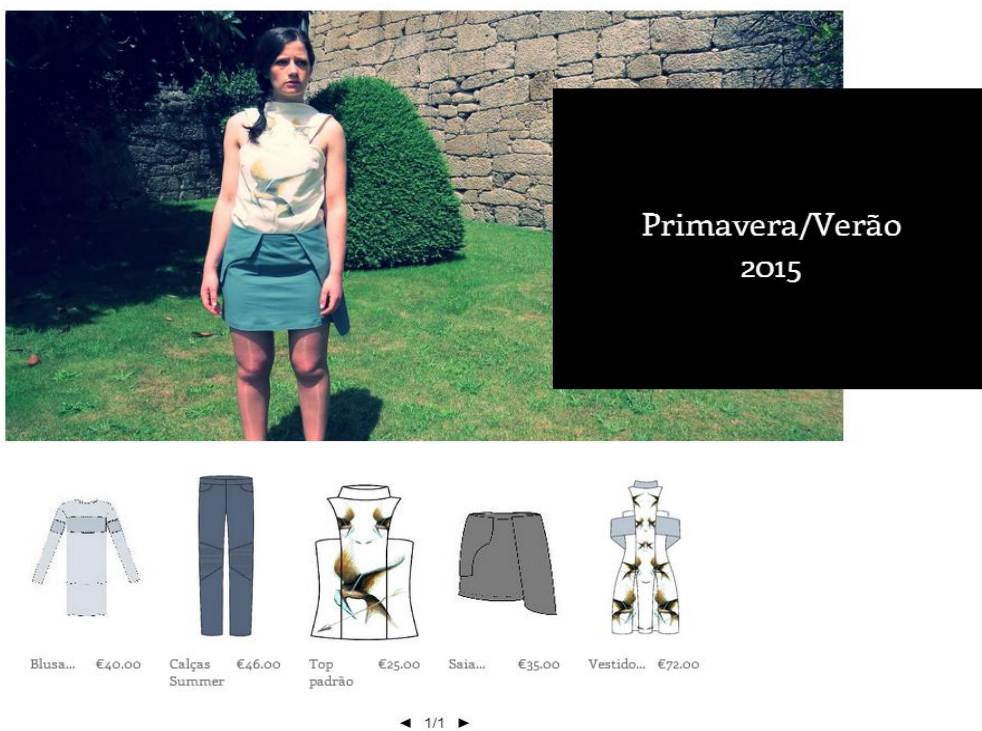 Primavera/Verão
2015
Blusa... €40.00
Calças €46.00
Summer
Top €25.00
padrão
Saia... €35.00
Vestido... €72.00
◄ 1/1 ►